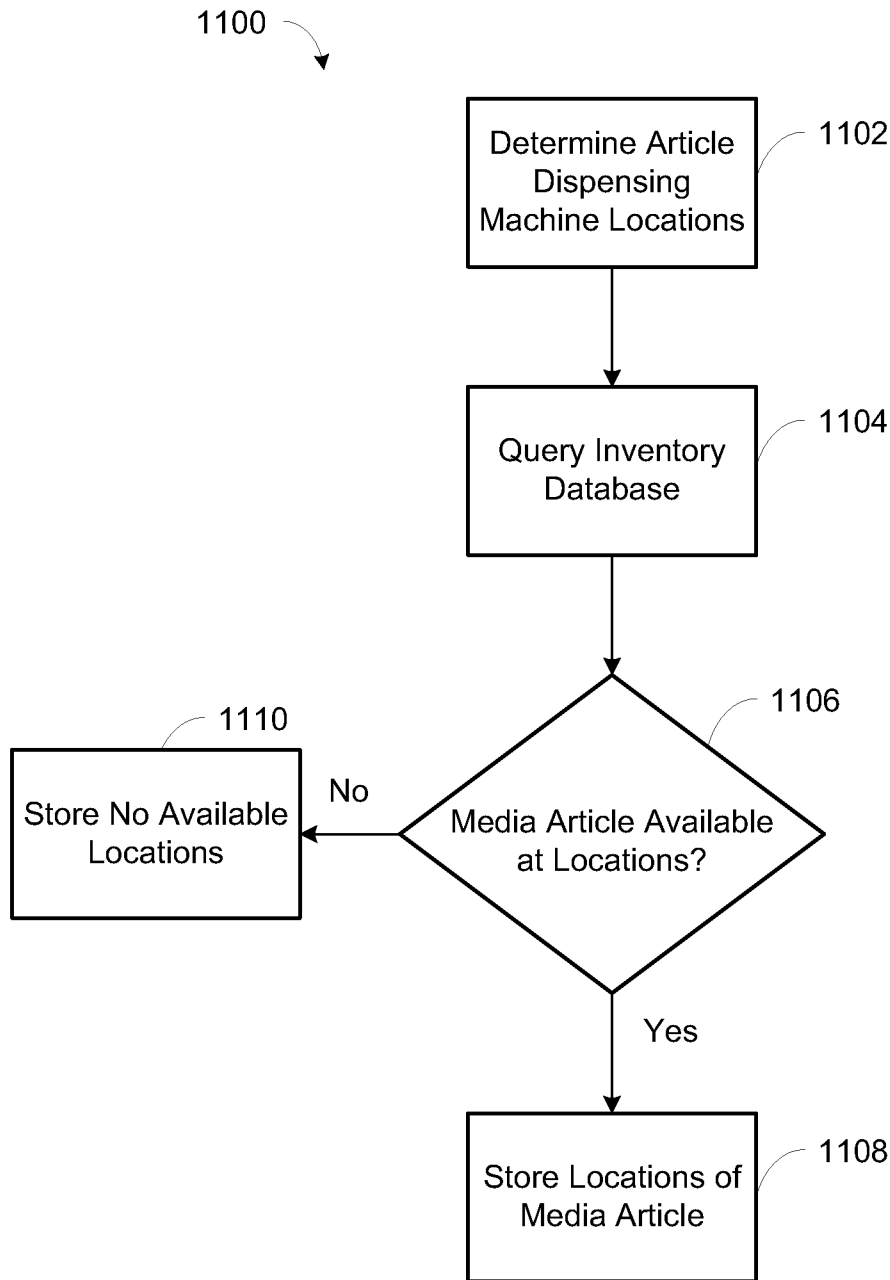 1100
Determine Article
Dispensing
Machine Locations
1102
Query Inventory
Database
1104
Media Article Available
at Locations?
1106
No
Store No Available
Locations
1110
Yes
Store Locations of
Media Article
1108